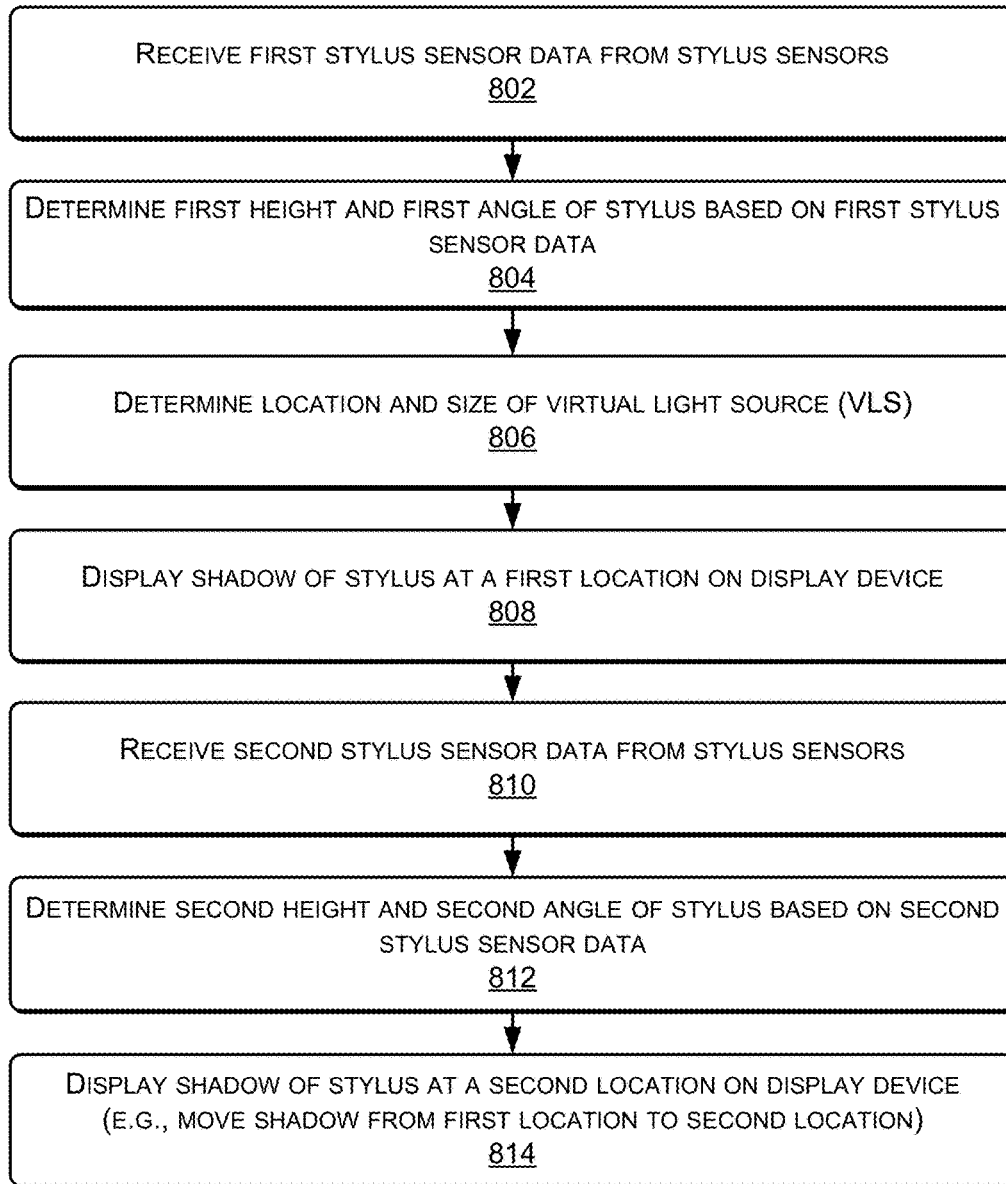 RECEIVE FIRST STYLUS SENSOR DATA FROM STYLUS SENSORS
802
DETERMINE FIRST HEIGHT AND FIRST ANGLE OF STYLUS BASED ON FIRST STYLUS
SENSOR DATA
804
DETERMINE LOCATION AND SIZE OF VIRTUAL LIGHT SOURCE (VLS)
806
DISPLAY SHADOW OF STYLUS AT A FIRST LOCATION ON DISPLAY DEVICE
808
RECEIVE SECOND STYLUS SENSOR DATA FROM STYLUS SENSORS
810
DETERMINE SECOND HEIGHT AND SECOND ANGLE OF STYLUS BASED ON SECOND
STYLUS SENSOR DATA
812
DISPLAY SHADOW OF STYLUS AT A SECOND LOCATION ON DISPLAY DEVICE
(E.G., MOVE SHADOW FROM FIRST LOCATION TO SECOND LOCATION)
814